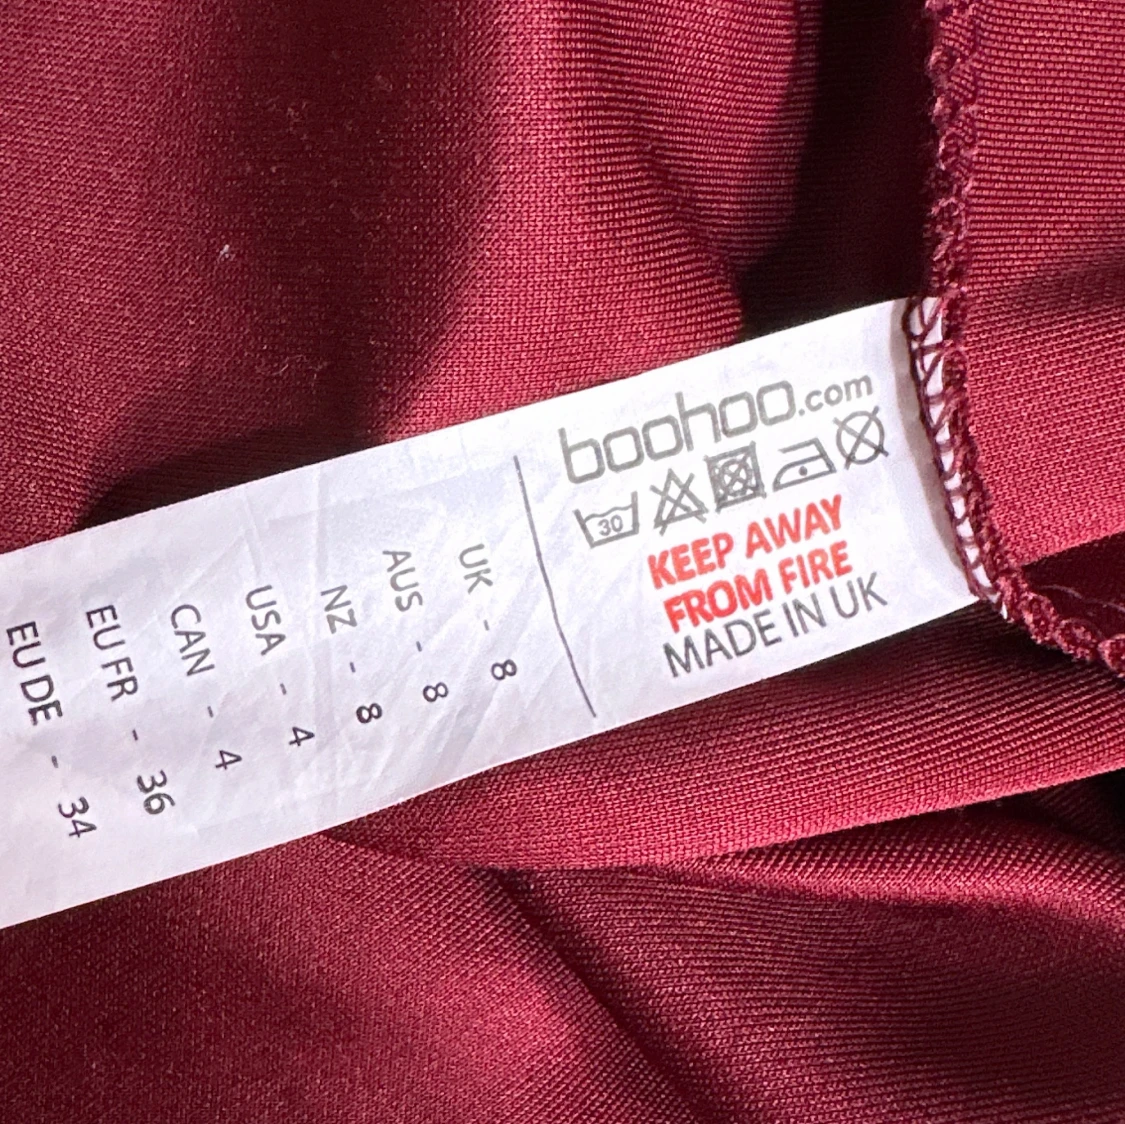 boohoo.com
30
KEEP AWAY
FROM FIRE
MADE IN UK
UK - 8
AUS - 8
NZ - 8
USA - 4
CAN - 4
EU FR - 36
EU DE - 34